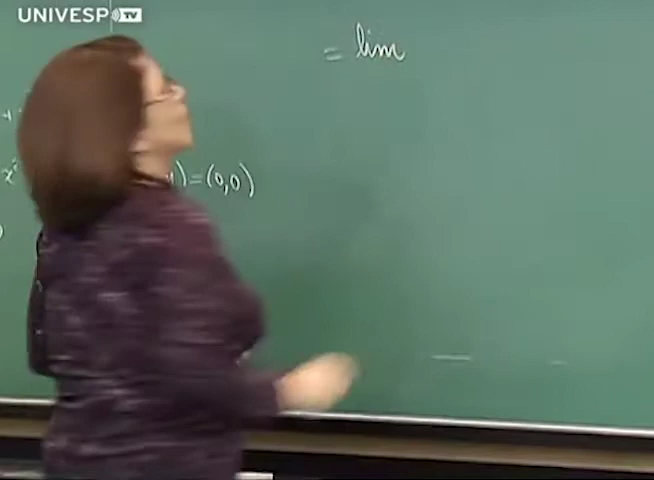 UNIVESP TV
= lim
) = (0,0)